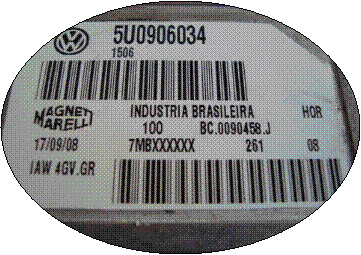 5U0906034
1506
MAGNETI MARELLI
INDUSTRIA BRASILEIRA HOR
100 BC.0090458.J
17/09/08 7MBXXXXXX 261 08
IAW 4GV.GR